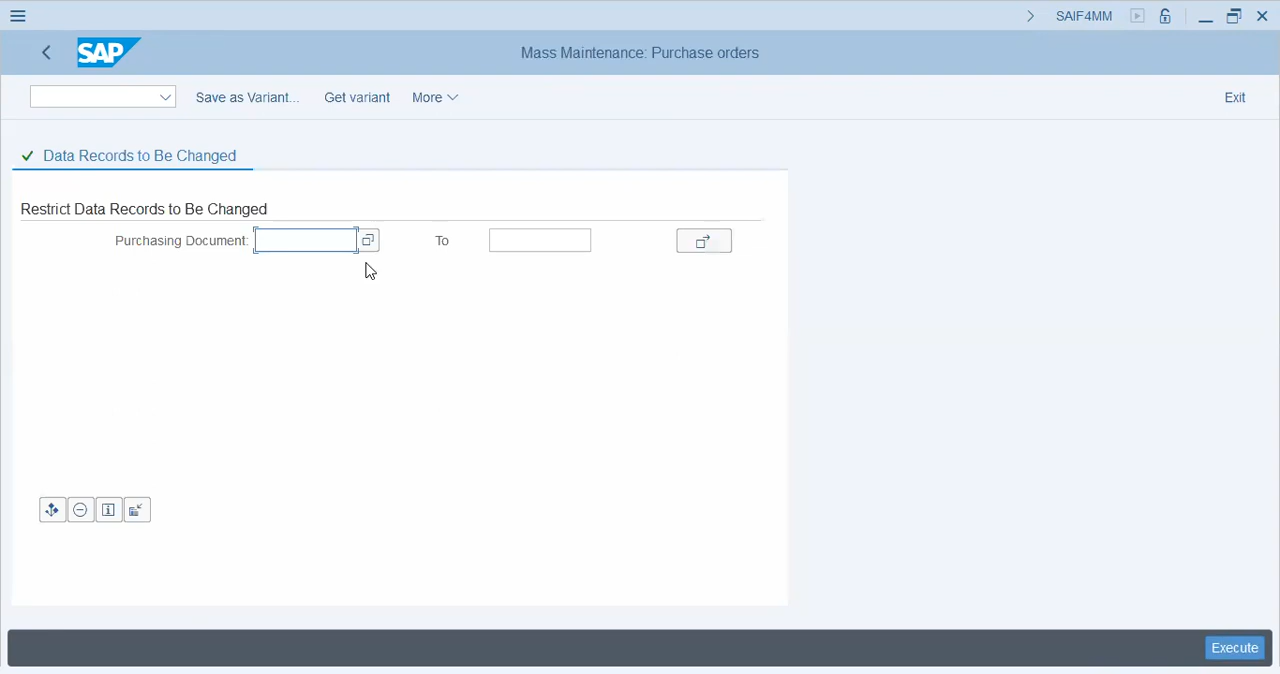 SAIF4MM
SAP
Mass Maintenance: Purchase orders
Save as Variant... Get variant More Exit
Data Records to Be Changed
Restrict Data Records to Be Changed
Purchasing Document: To
Execute